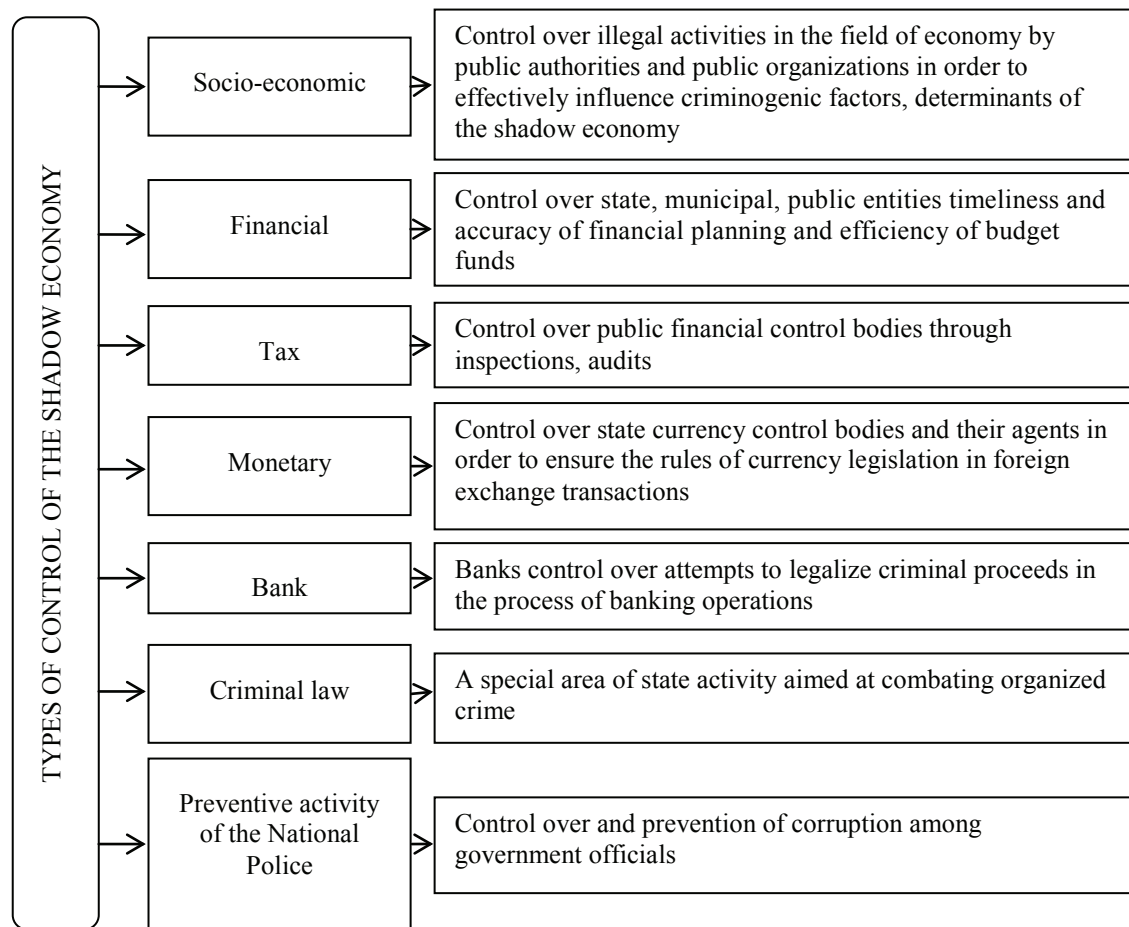 TYPES OF CONTROL OF THE SHADOW ECONOMY
Socio-economic
Control over illegal activities in the field of economy by
public authorities and public organizations in order to
effectively influence criminogenic factors, determinants of
the shadow economy
Financial
Control over state, municipal, public entities timeliness and
accuracy of financial planning and efficiency of budget
funds
Tax
Control over public financial control bodies through
inspections, audits
Monetary
Control over state currency control bodies and their agents in
order to ensure the rules of currency legislation in foreign
exchange transactions
Bank
Banks control over attempts to legalize criminal proceeds in
the process of banking operations
Criminal law
A special area of state activity aimed at combating organized
crime
Preventive activity
of the National
Police
Control over and prevention of corruption among
government officials